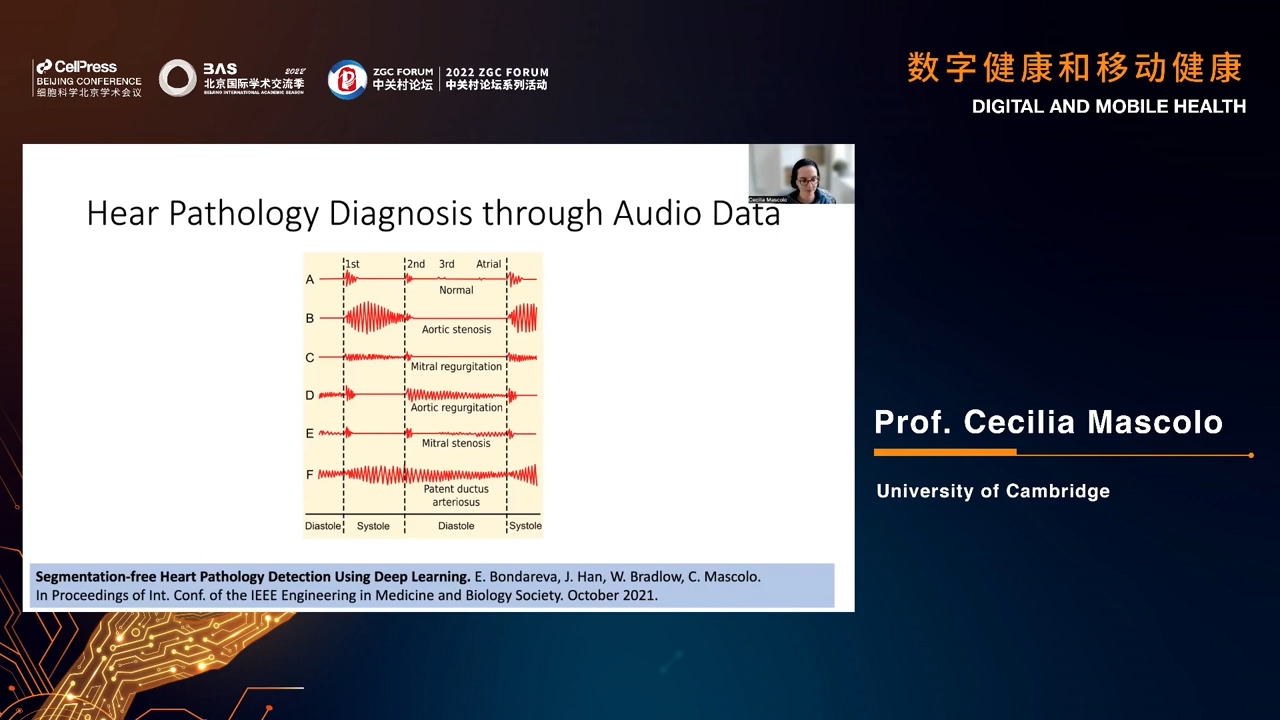 CellPress
BEIJING CONFERENCE
细胞科学北京学术会议
BAS 2022
北京国际学术交流季
BEIJING INTERNATIONAL ACADEMIC SEASON
ZGC FORUM
中关村论坛
2022 ZGC FORUM
中关村论坛系列活动
数字健康和移动健康
DIGITAL AND MOBILE HEALTH
Cecilia Mascolo
Hear Pathology Diagnosis through Audio Data
1st 2nd 3rd Atrial
A
Normal
B
Aortic stenosis
C
Mitral regurgitation
D
Aortic regurgitation
E
Mitral stenosis
F
Patent ductus
arteriosus
Diastole Systole Diastole Systole
Segmentation-free Heart Pathology Detection Using Deep Learning. E. Bondareva, J. Han, W. Bradlow, C. Mascolo.
In Proceedings of Int. Conf. of the IEEE Engineering in Medicine and Biology Society. October 2021.
Prof. Cecilia Mascolo
University of Cambridge